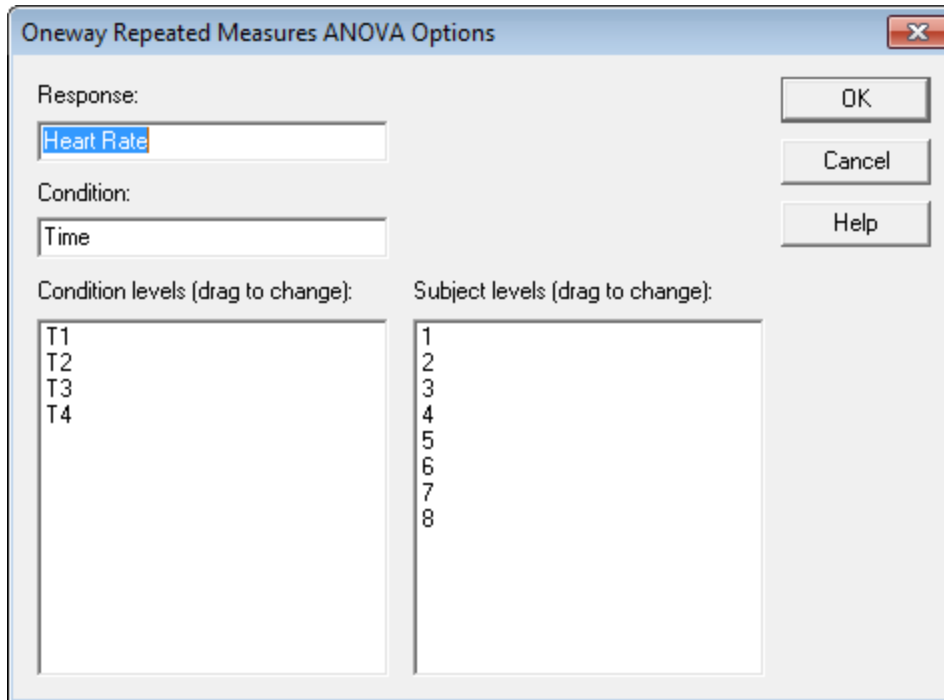 Oneway Repeated Measures ANOVA Options
Response:
Heart Rate
Condition:
Time
OK
Cancel
Help
Condition levels (drag to change):
T1
T2
T3
T4
Subject levels (drag to change):
1
2
3
4
5
6
7
8